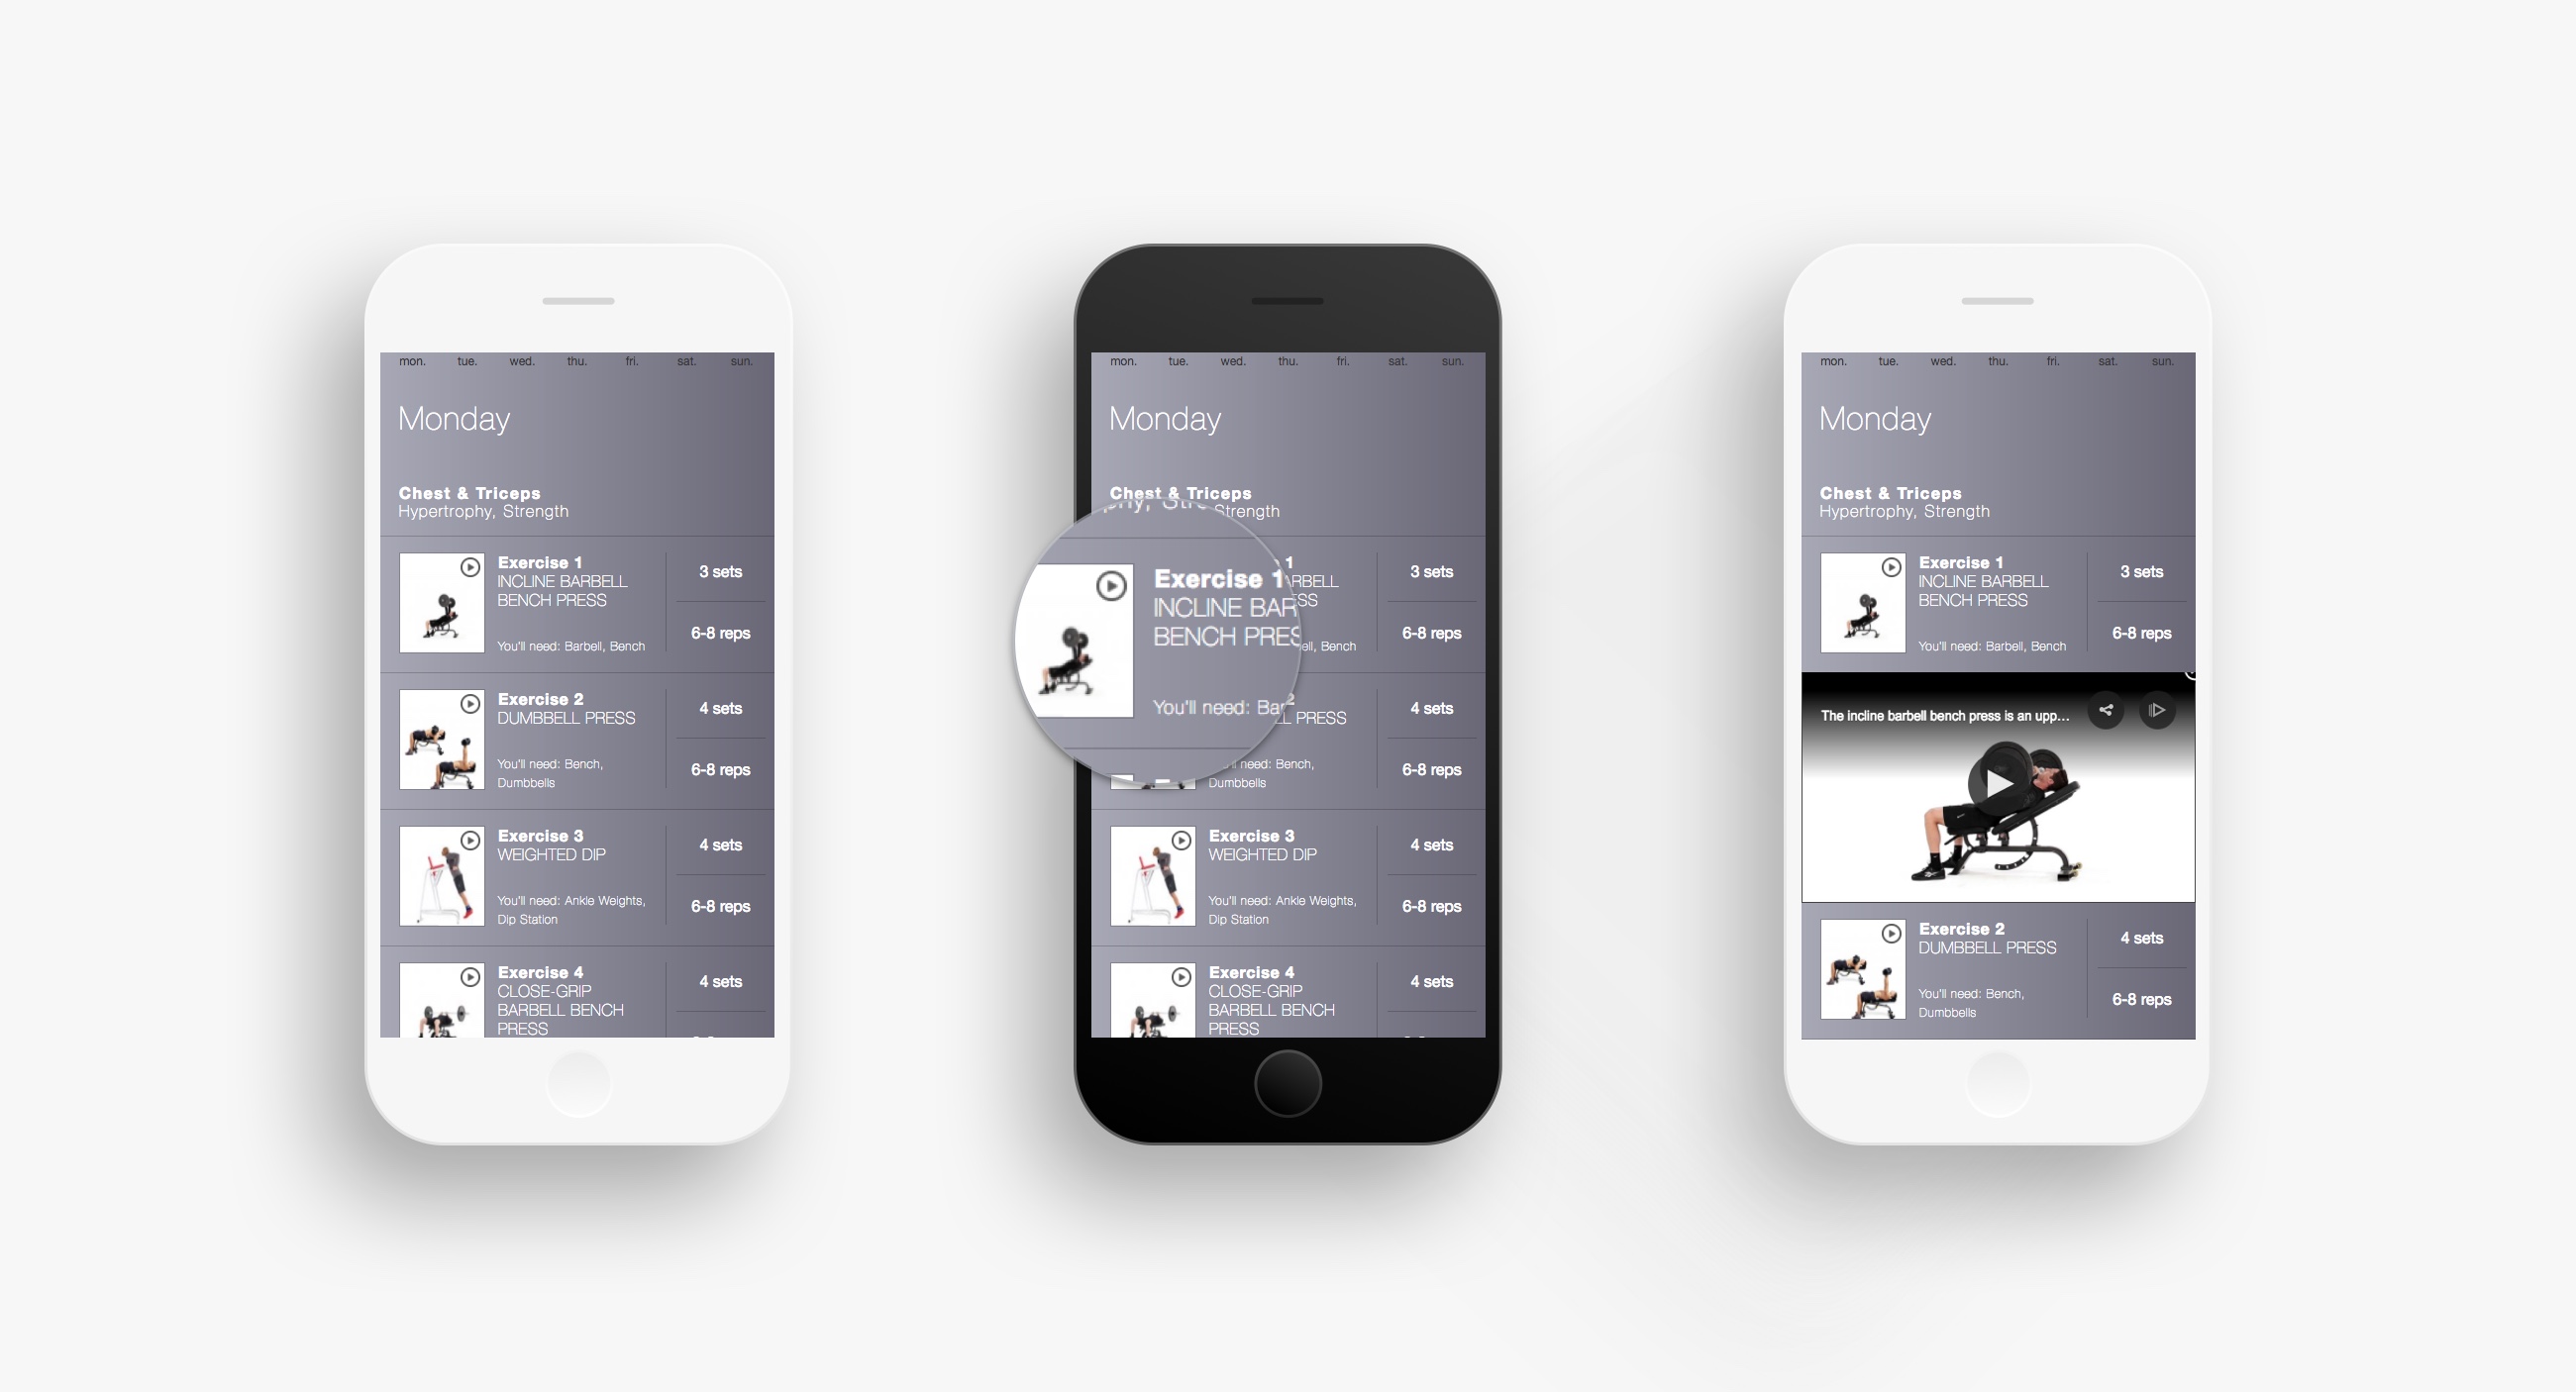 mon. tue. wed. thu. fri. sat. sun.
Monday
Chest & Triceps
Hypertrophy, Strength
Exercise 1
INCLINE BARBELL
BENCH PRESS
You'll need: Barbell, Bench
3 sets
6-8 reps
Exercise 2
DUMBBELL PRESS
You'll need: Bench,
Dumbbells
4 sets
6-8 reps
Exercise 3
WEIGHTED DIP
You'll need: Ankle Weights,
Dip Station
4 sets
6-8 reps
Exercise 4
CLOSE-GRIP
BARBELL BENCH
PRESS
4 sets
mon. tue. wed. thu. fri. sat. sun.
Monday
Chest & Triceps
Strength
Exercise 1
INCLINE BAR
BENCH PRES
You'll need: Bar
Bench
3 sets
6-8 reps
PRESS
need: Bench,
Dumbbells
4 sets
6-8 reps
Exercise 3
WEIGHTED DIP
You'll need: Ankle Weights,
Dip Station
4 sets
6-8 reps
Exercise 4
CLOSE-GRIP
BARBELL BENCH
PRESS
4 sets
mon. tue. wed. thu. fri. sat. sun.
Monday
Chest & Triceps
Hypertrophy, Strength
Exercise 1
INCLINE BARBELL
BENCH PRESS
You'll need: Barbell, Bench
3 sets
6-8 reps
The incline barbell bench press is an upp...
Exercise 2
DUMBBELL PRESS
You'll need: Bench,
Dumbbells
4 sets
6-8 reps